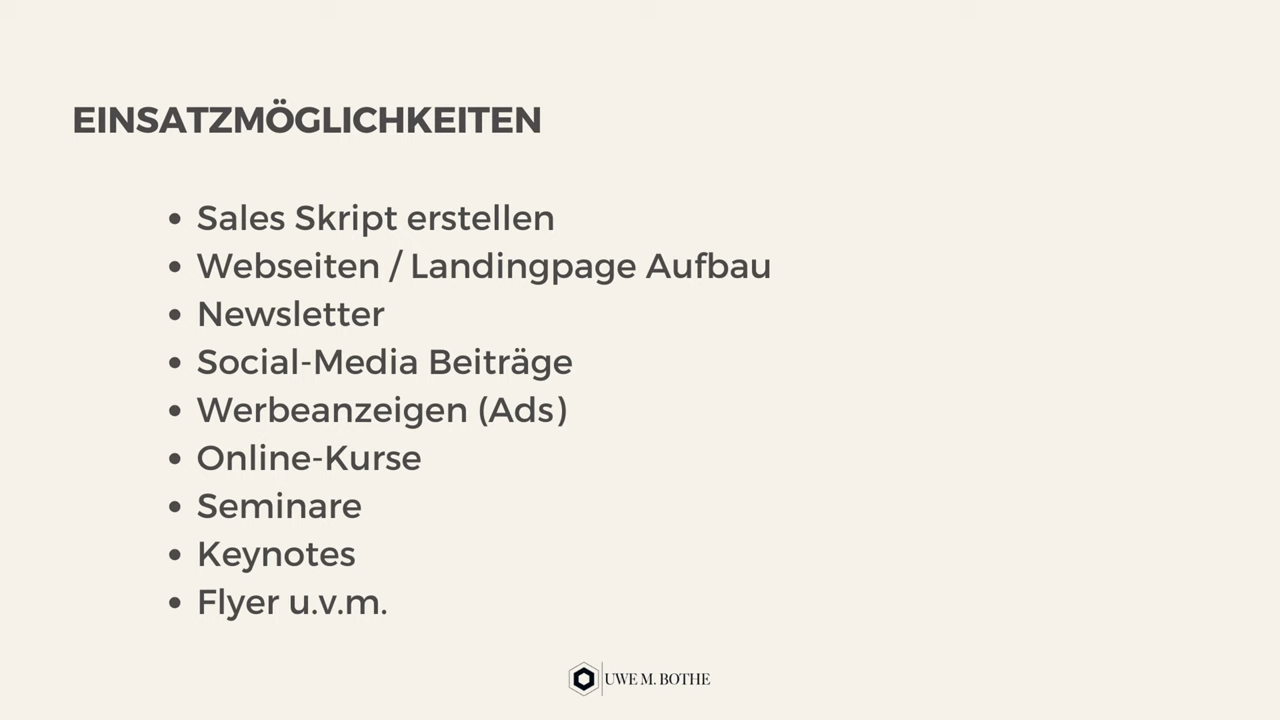 EINSATZMÖGLICHKEITEN
• Sales Skript erstellen
• Webseiten / Landingpage Aufbau
• Newsletter
• Social-Media Beiträge
• Werbeanzeigen (Ads)
• Online-Kurse
• Seminare
• Keynotes
• Flyer u.v.m.
UWE M. BOTHE